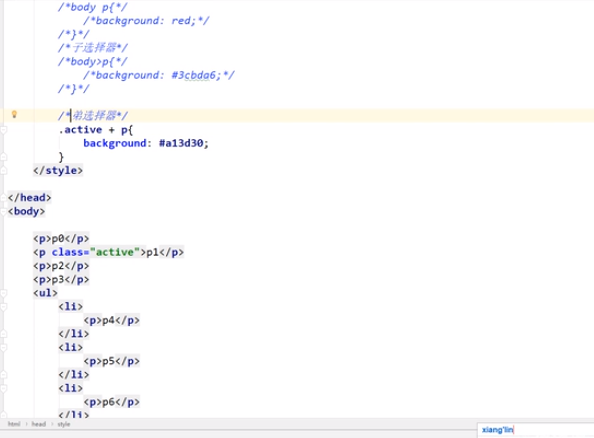 /*body p{*/
/*background: red;*/
/*}*/
/*子选择器*/
/*body>p{*/
/*background: #3cbda6;*/
/*}*/
/*弟选择器*/
.active + p{
background: #a13d30;
}
</style>
</head>
<body>
<p>p0</p>
<p class="active">p1</p>
<p>p2</p>
<p>p3</p>
<ul>
<li>
<p>p4</p>
</li>
<li>
<p>p5</p>
</li>
<li>
<p>p6</p>
</li>
html › head › style
xiang'lin